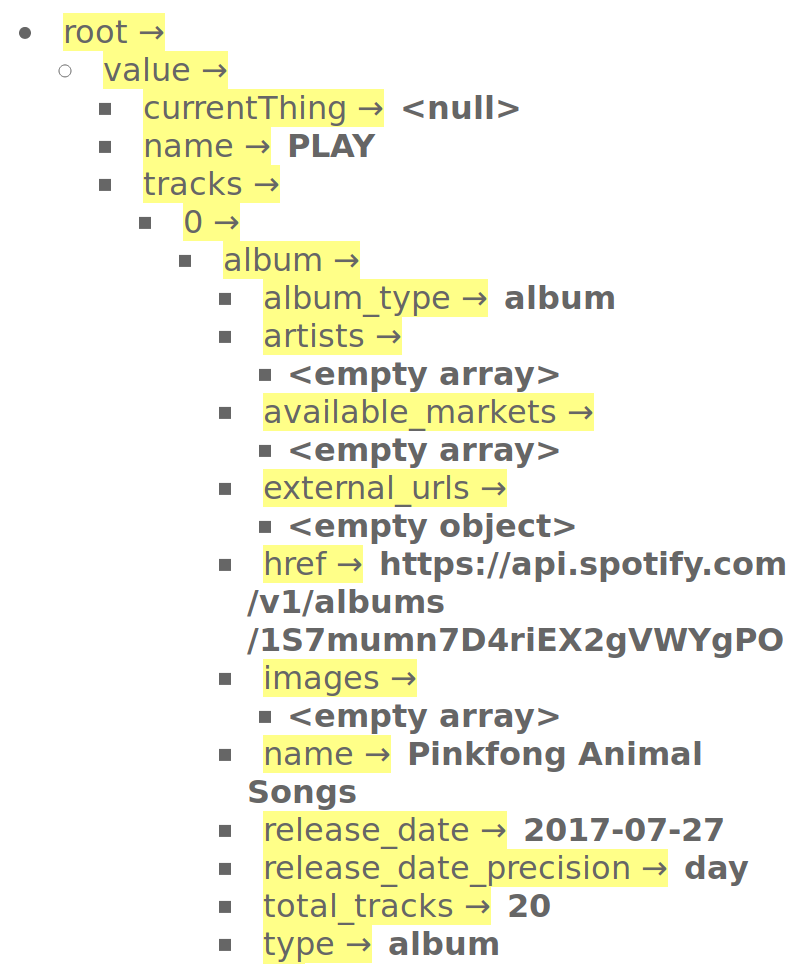 root →
value →
currentThing → <null>
name → PLAY
tracks →
0 →
album →
album_type → album
artists →
<empty array>
available_markets →
<empty array>
external_urls →
<empty object>
href → https://api.spotify.com
/v1/albums
/1S7mumn7D4riEX2gVWYgPO
images →
<empty array>
name → Pinkfong Animal
Songs
release_date → 2017-07-27
release_date_precision → day
total_tracks → 20
type → album